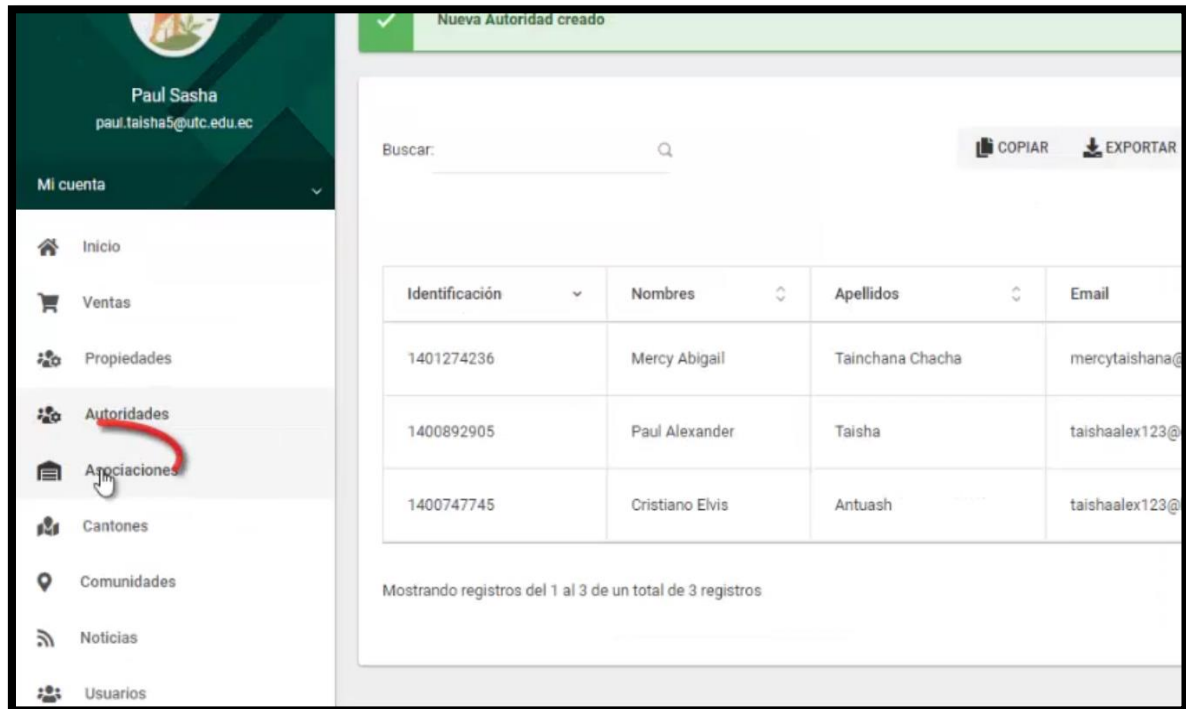 Nueva Autoridad creado
Paul Sasha
paul.taisha5@utc.edu.ec
Mi cuenta
Inicio
Ventas
Propiedades
Autoridades
Asociaciones
Cantones
Comunidades
Noticias
Usuarios
Buscar:
COPIAR EXPORTAR
Identificación Nombres Apellidos Email
1401274236 Mercy Abigail Tainchana Chacha mercytaishana@
1400892905 Paul Alexander Taisha taishaalex123@
1400747745 Cristiano Elvis Antuash taishaalex123@
Mostrando registros del 1 al 3 de un total de 3 registros